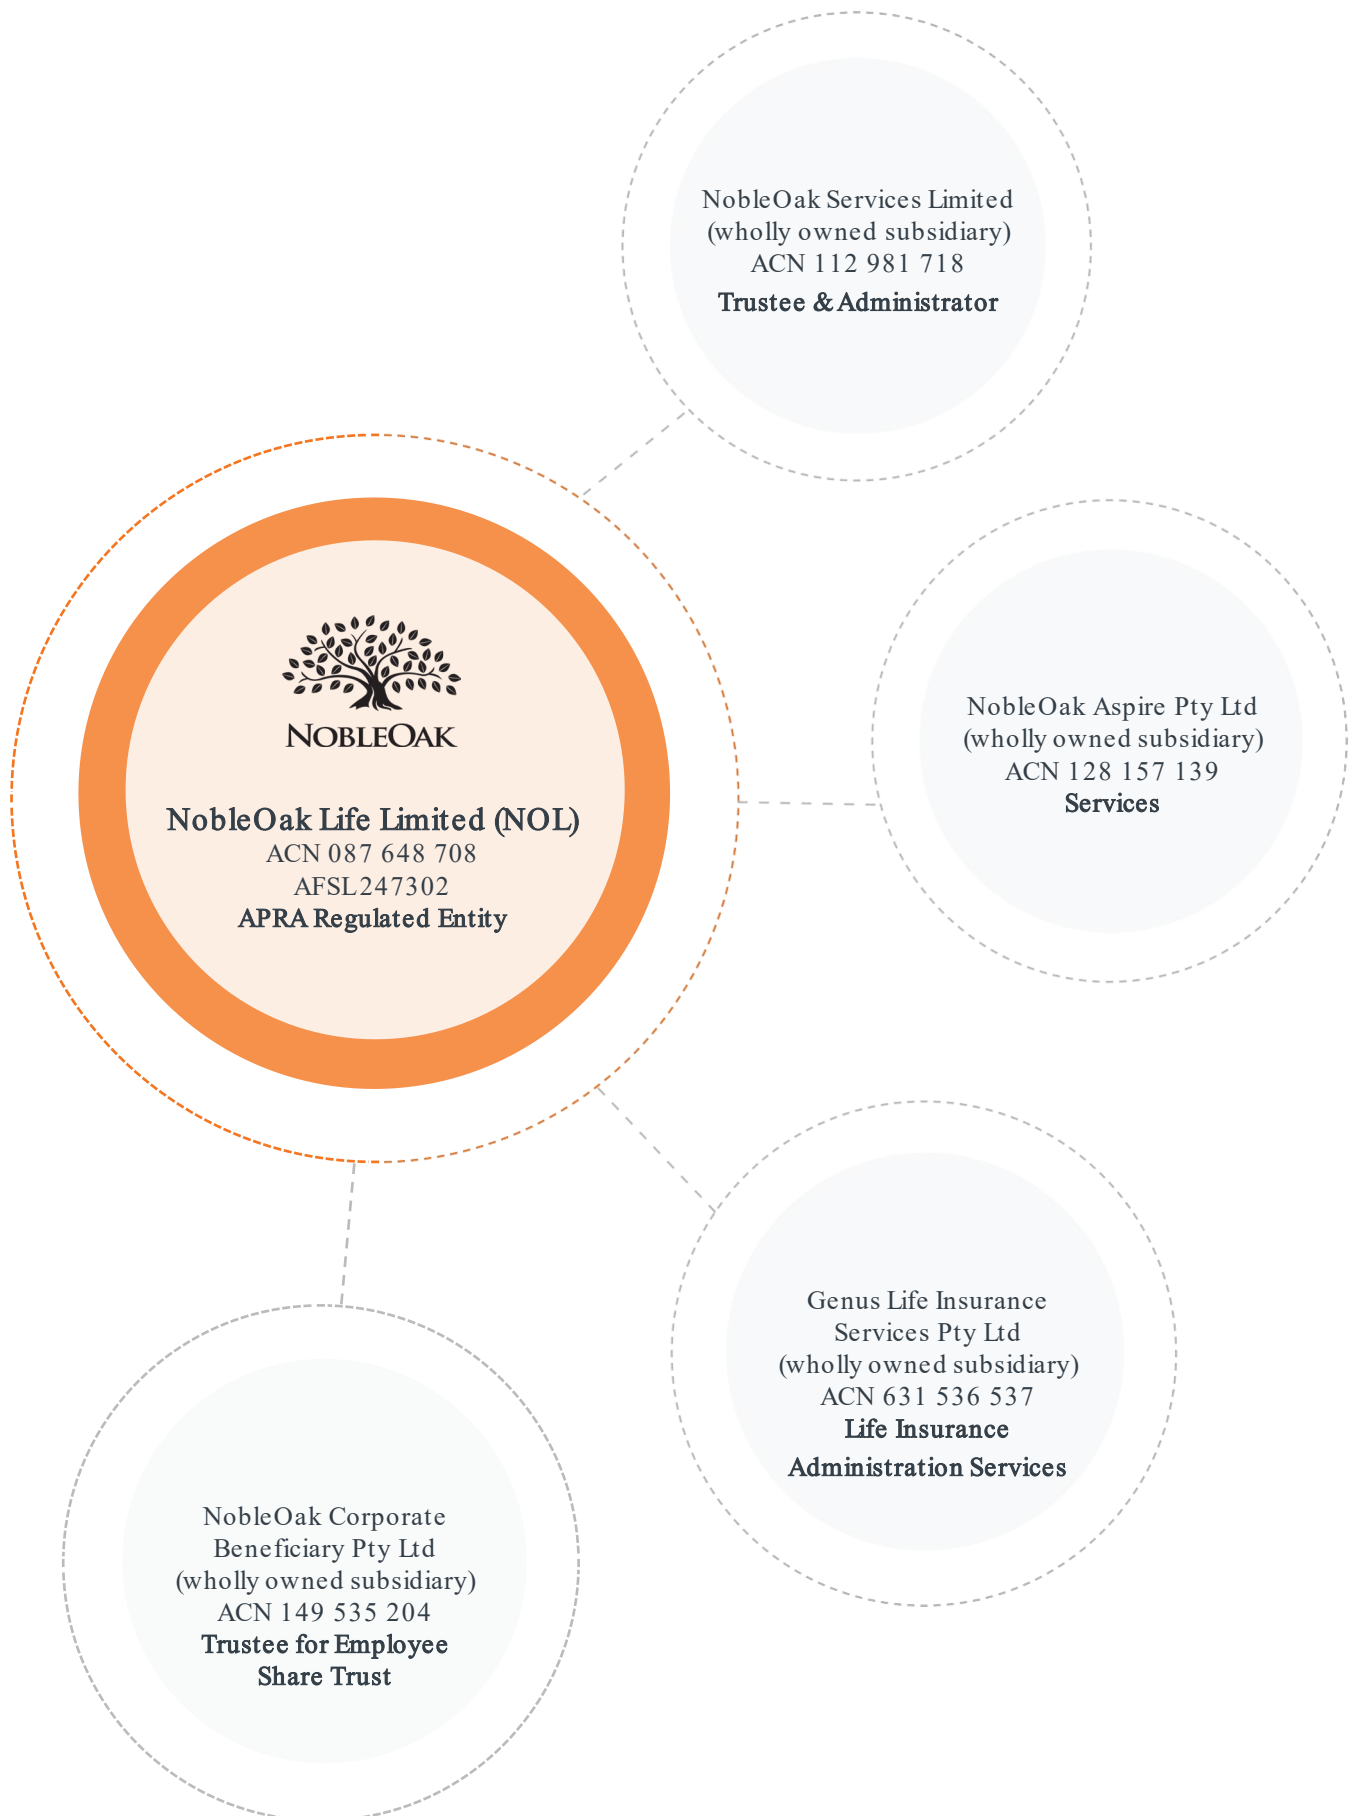 NobleOak Services Limited
(wholly owned subsidiary)
ACN 112 981 718
Trustee & Administrator
NOBLEOAK
NobleOak Life Limited (NOL)
ACN 087 648 708
AFSL247302
APRA Regulated Entity
NobleOak Aspire Pty Ltd
(wholly owned subsidiary)
ACN 128 157 139
Services
Genus Life Insurance
Services Pty Ltd
(wholly owned subsidiary)
ACN 631 536 537
Life Insurance
Administration Services
NobleOak Corporate
Beneficiary Pty Ltd
(wholly owned subsidiary)
ACN 149 535 204
Trustee for Employee
Share Trust